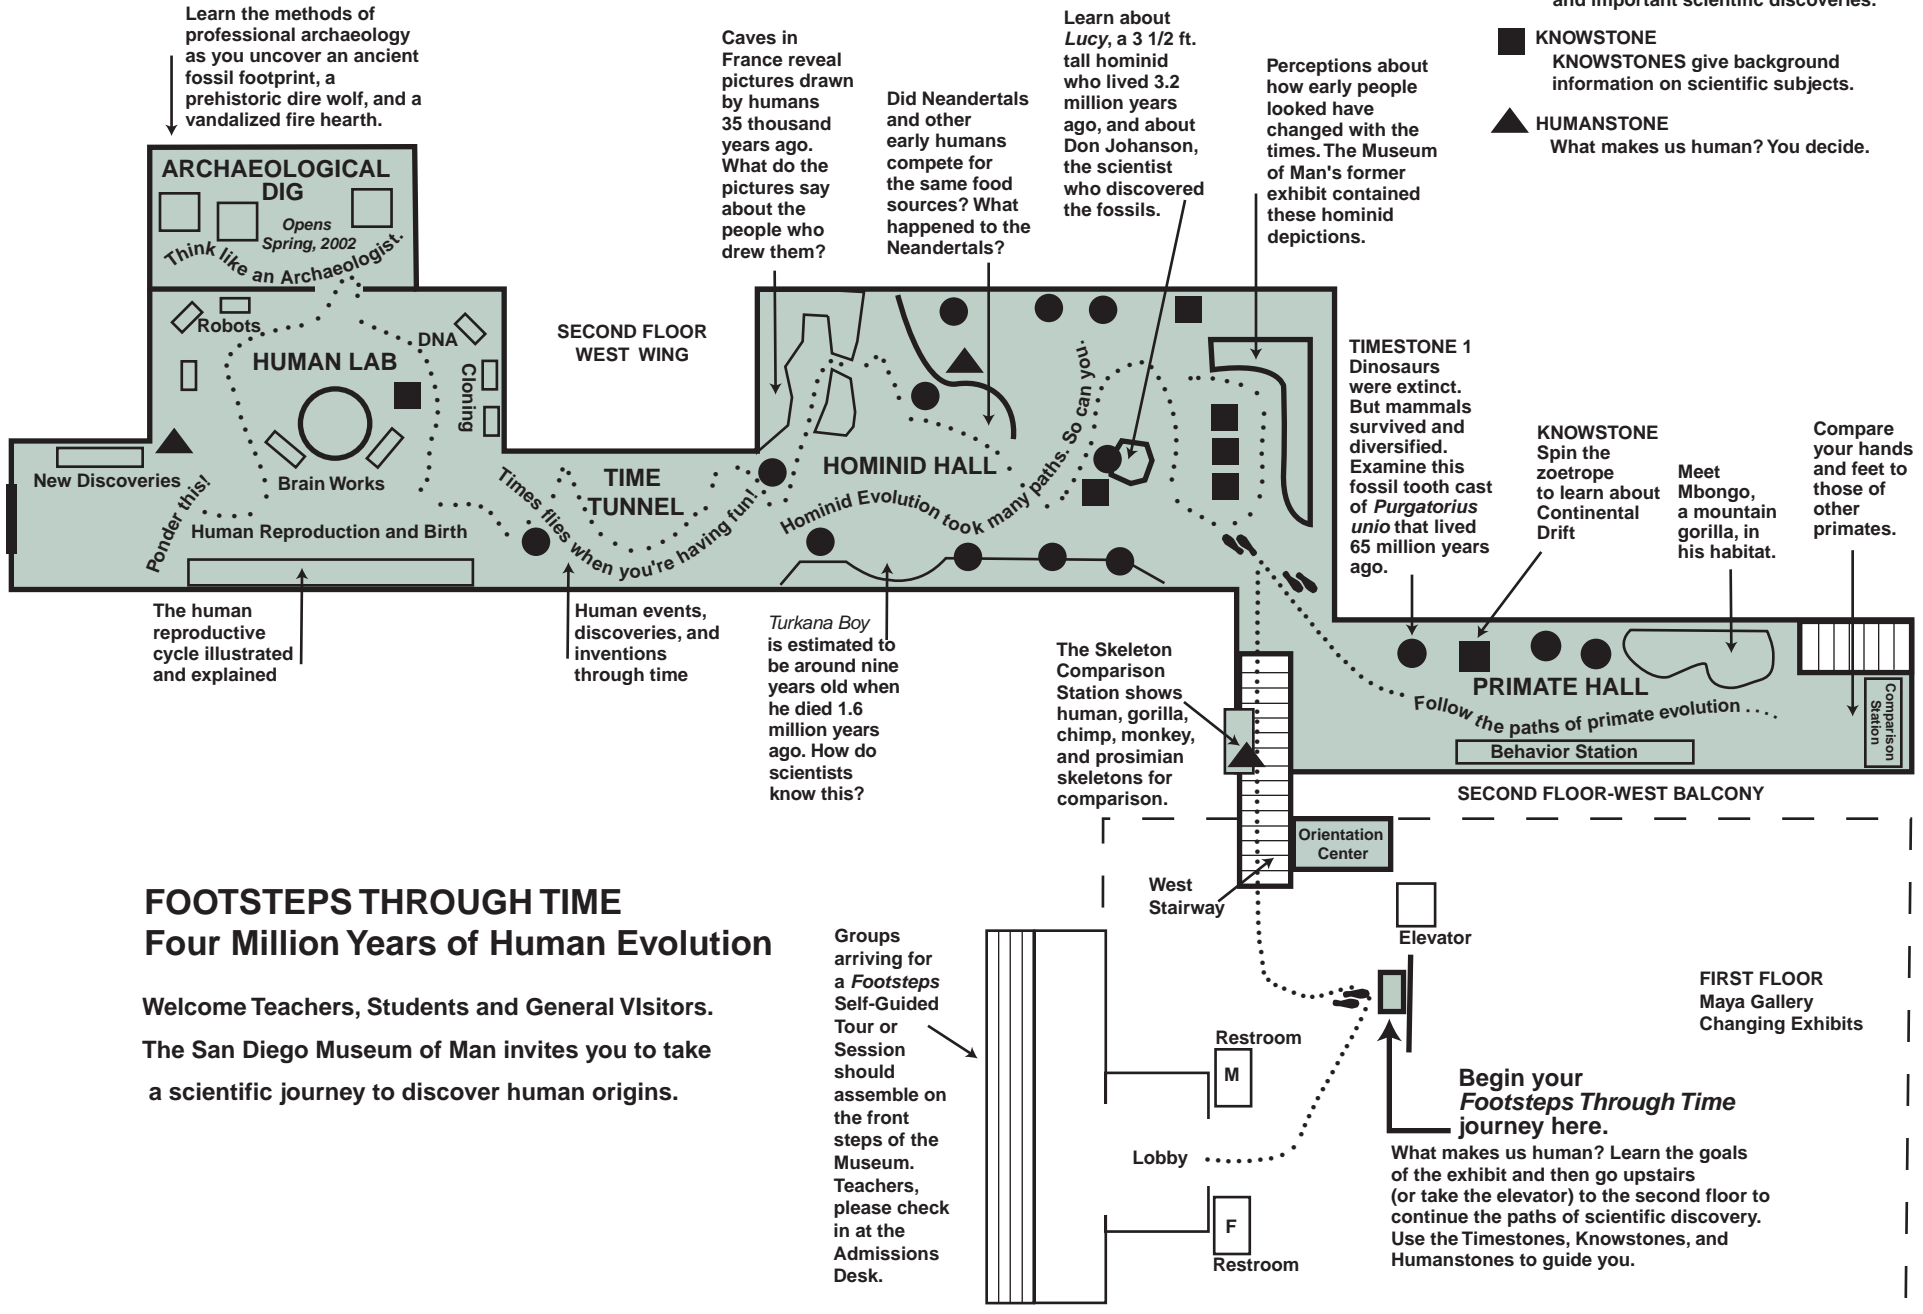 Learn the methods of
professional archaeology
as you uncover an ancient
fossil footprint, a
prehistoric dire wolf, and a
vandalized fire hearth.
Caves in
France reveal
pictures drawn
by humans
35 thousand
years ago.
What do the
pictures say
about the
people who
drew them?
Did Neandertals
and other
early humans
compete for
the same food
sources? What
happened to the
Neandertals?
Learn about
Lucy, a 3 1/2 ft.
tall hominid
who lived 3.2
million years
ago, and about
Don Johanson,
the scientist
who discovered
the fossils.
Perceptions about
how early people
looked have
changed with the
times. The Museum
of Man's former
exhibit contained
these hominid
depictions.
and important scientific discoveries.
KNOWSTONE
KNOWSTONES give background
information on scientific subjects.
HUMANSTONE
What makes us human? You decide.
ARCHAEOLOGICAL
DIG
Opens
Spring, 2002
Think like an Archaeologist.
Robots
DNA
HUMAN LAB
Cloning
New Discoveries
Brain Works
Ponder this!
Human Reproduction and Birth
SECOND FLOOR
WEST WING
TIME
TUNNEL
Times flies when you're having fun!
HOMINID HALL
Hominid Evolution took many paths. So can you.
TIMESTONE 1
Dinosaurs
were extinct.
But mammals
survived and
diversified.
Examine this
fossil tooth cast
of Purgatorius
unio that lived
65 million years
ago.
KNOWSTONE
Spin the
zoetrope
to learn about
Continental
Drift
Meet
Mbongo,
a mountain
gorilla, in
his habitat.
Compare
your hands
and feet to
those of
other
primates.
The human
reproductive
cycle illustrated
and explained
Human events,
discoveries, and
inventions
through time
Turkana Boy
is estimated to
be around nine
years old when
he died 1.6
million years
ago. How do
scientists
know this?
The Skeleton
Comparison
Station shows
human, gorilla,
chimp, monkey,
and prosimian
skeletons for
comparison.
PRIMATE HALL
Follow the paths of primate evolution ....
Behavior Station
Comparison
Station
SECOND FLOOR-WEST BALCONY
Orientation
Center
West
Stairway
Elevator
FOOTSTEPS THROUGH TIME
Four Million Years of Human Evolution
Welcome Teachers, Students and General VIsitors.
The San Diego Museum of Man invites you to take
a scientific journey to discover human origins.
Groups
arriving for
a Footsteps
Self-Guided
Tour or
Session
should
assemble on
the front
steps of the
Museum.
Teachers,
please check
in at the
Admissions
Desk.
Restroom
M
Lobby
F
Restroom
FIRST FLOOR
Maya Gallery
Changing Exhibits
Begin your
Footsteps Through Time
journey here.
What makes us human? Learn the goals
of the exhibit and then go upstairs
(or take the elevator) to the second floor to
continue the paths of scientific discovery.
Use the Timestones, Knowstones, and
Humanstones to guide you.